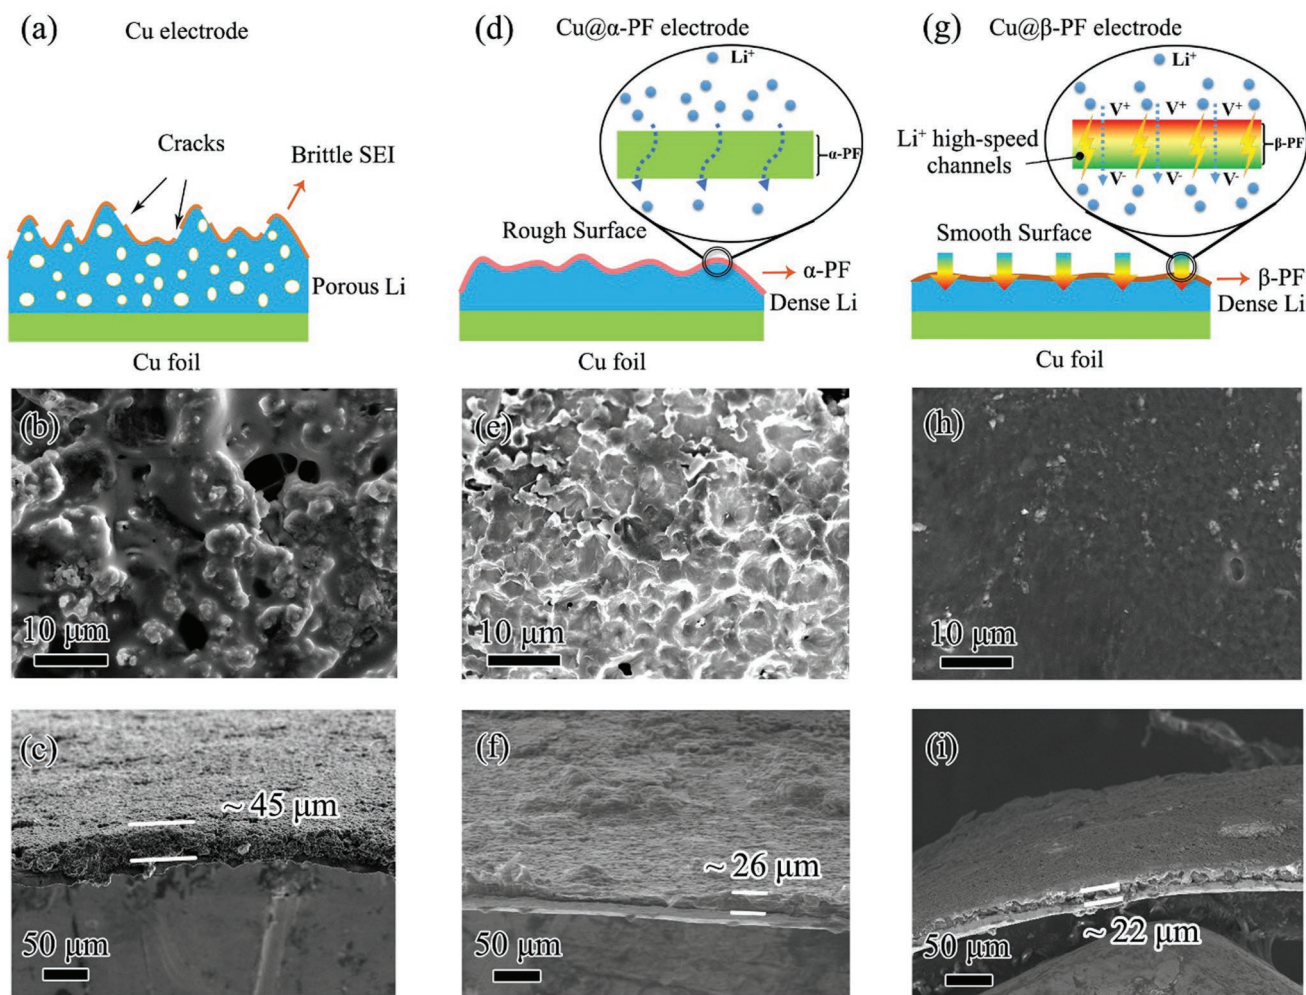 (a)
Cu electrode
Cracks
Brittle SEI
Porous Li
Cu foil
(d)
Cu@α-PF electrode
Li⁺
α-PF
Rough Surface
α-PF
Dense Li
Cu foil
(g)
Cu@β-PF electrode
Li⁺
V⁺
V⁺
V⁺
Li⁺ high-speed
channels
β-PF
V⁻
V⁻
V⁻
Smooth Surface
β-PF
Dense Li
Cu foil
(b)
10 μm
(e)
10 μm
(h)
10 μm
(c)
~ 45 μm
50 μm
(f)
~ 26 μm
50 μm
(i)
~ 22 μm
50 μm